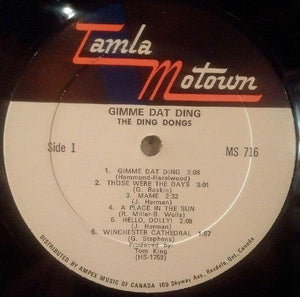 Tamla
Motown
GIMME DAT DING
THE DING DONGS
Side 1
MS 716
1. GIMME DAT DING 2:08
(Hammond-Hazelwood)
2. THOSE WERE THE DAYS 3:01
(G. Raskin)
3. MAME 2:32
(J. Herman)
4. A PLACE IN THE SUN
(R. Miller-B. Wells)
5. HELLO, DOLLY!
(J. Herman)
6. WINCHESTER CATHEDRAL 1:57
(G. Stephens)
Produced by:
Tom King
(HS-1769)
DISTRIBUTED BY AMPEX MUSIC OF CANADA 100 Skyway Ave., Rexdale, Ont. Canada